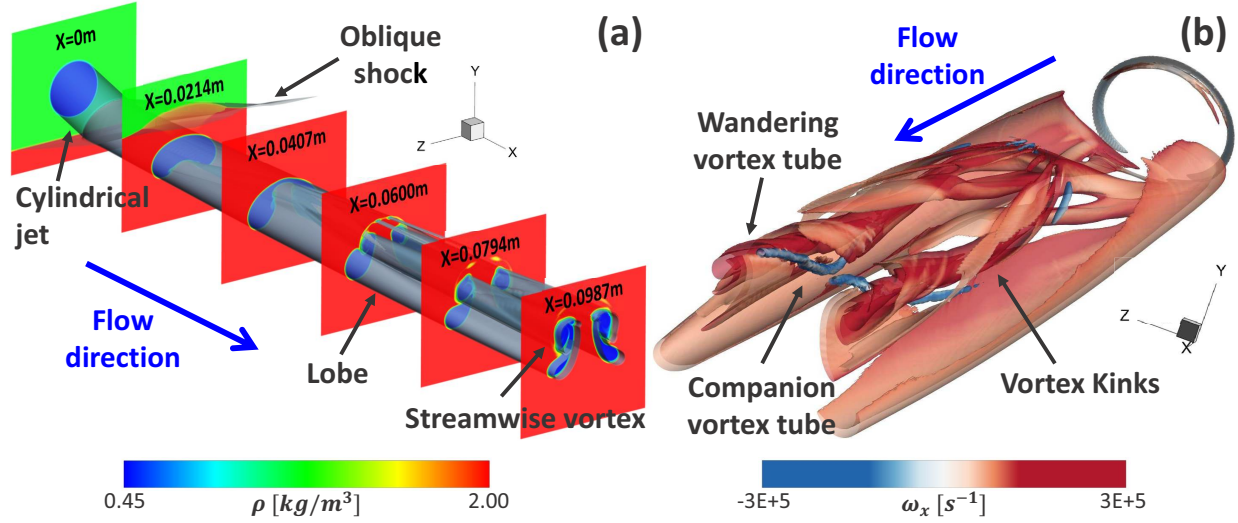 (a)
X=0m
Oblique
shock
X=0.0214m
Y
Z
X
X=0.0407m
Cylindrical
jet
X=0.0600m
X=0.0794m
X=0.0987m
Flow
direction
Lobe
Streamwise vortex
0.45
ρ [kg/m³]
2.00
(b)
Flow
direction
Wandering
vortex tube
Y
Z
X
Companion
vortex tube
Vortex Kinks
-3E+5
ωₓ [s⁻¹]
3E+5